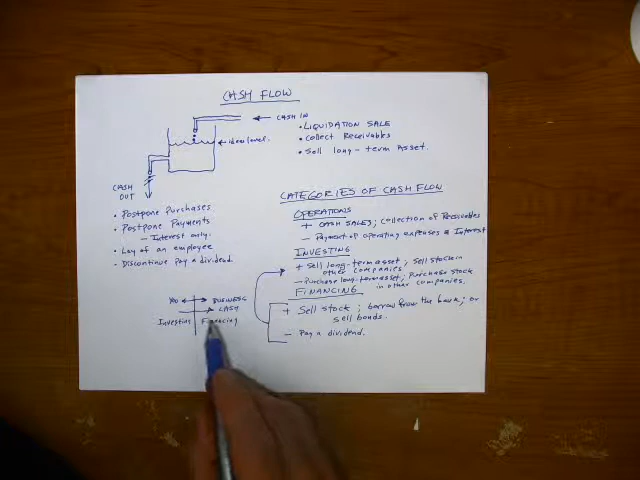 CASH FLOW
CASH IN
ideal level.
• LIQUIDATION SALE
• Collect Receivables
• Sell long-term Asset.
CASH
OUT
• Postpone Purchases
• Postpone Payments
- Interest only.
• Lay of an employee
• Discontinue Pay a dividend.
YOU BUSINESS
CASH
Investing Financing
CATEGORIES OF CASH FLOW
OPERATIONS
+ CASH SALES; Collection of Receivables
- Payment of operating expenses & Interest
INVESTING
+ Sell long-term asset; Sell stock in
other companies.
- Purchase long-term asset; Purchase stock
in other companies.
FINANCING
+ Sell stock; borrow from the bank; or
sell bonds.
- Pay a dividend.